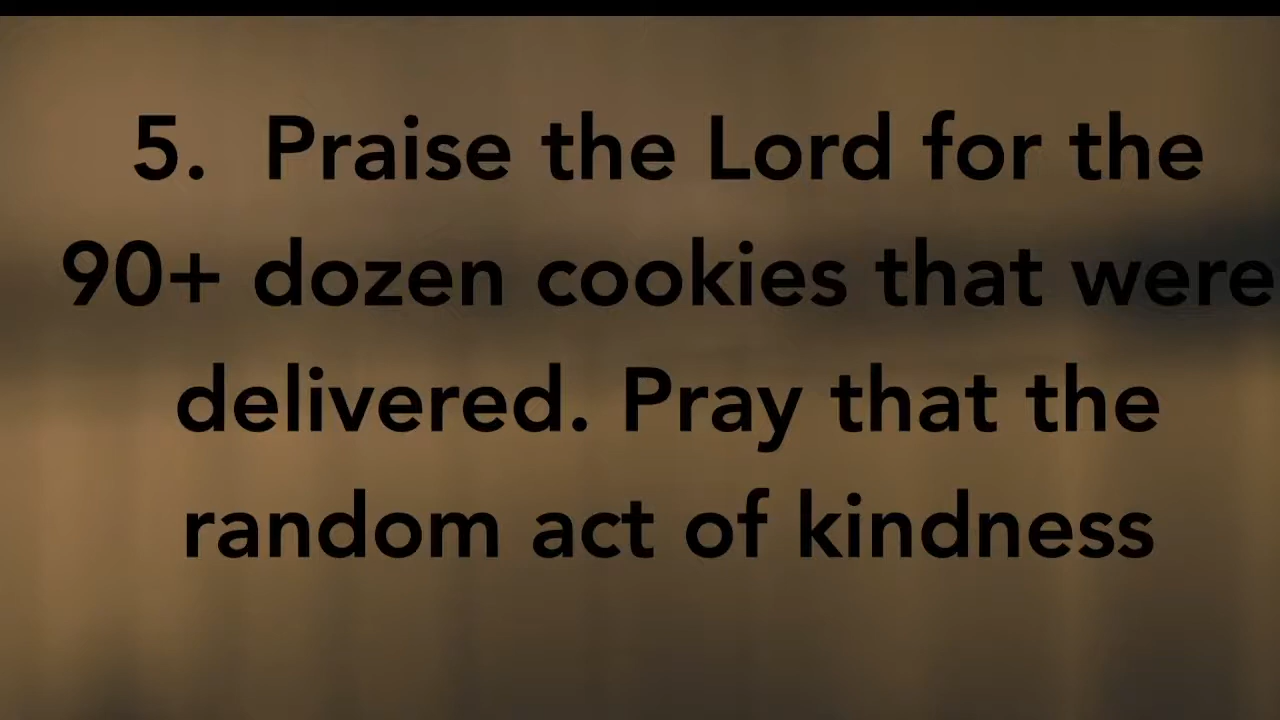 5. Praise the Lord for the
90+ dozen cookies that were
delivered. Pray that the
random act of kindness